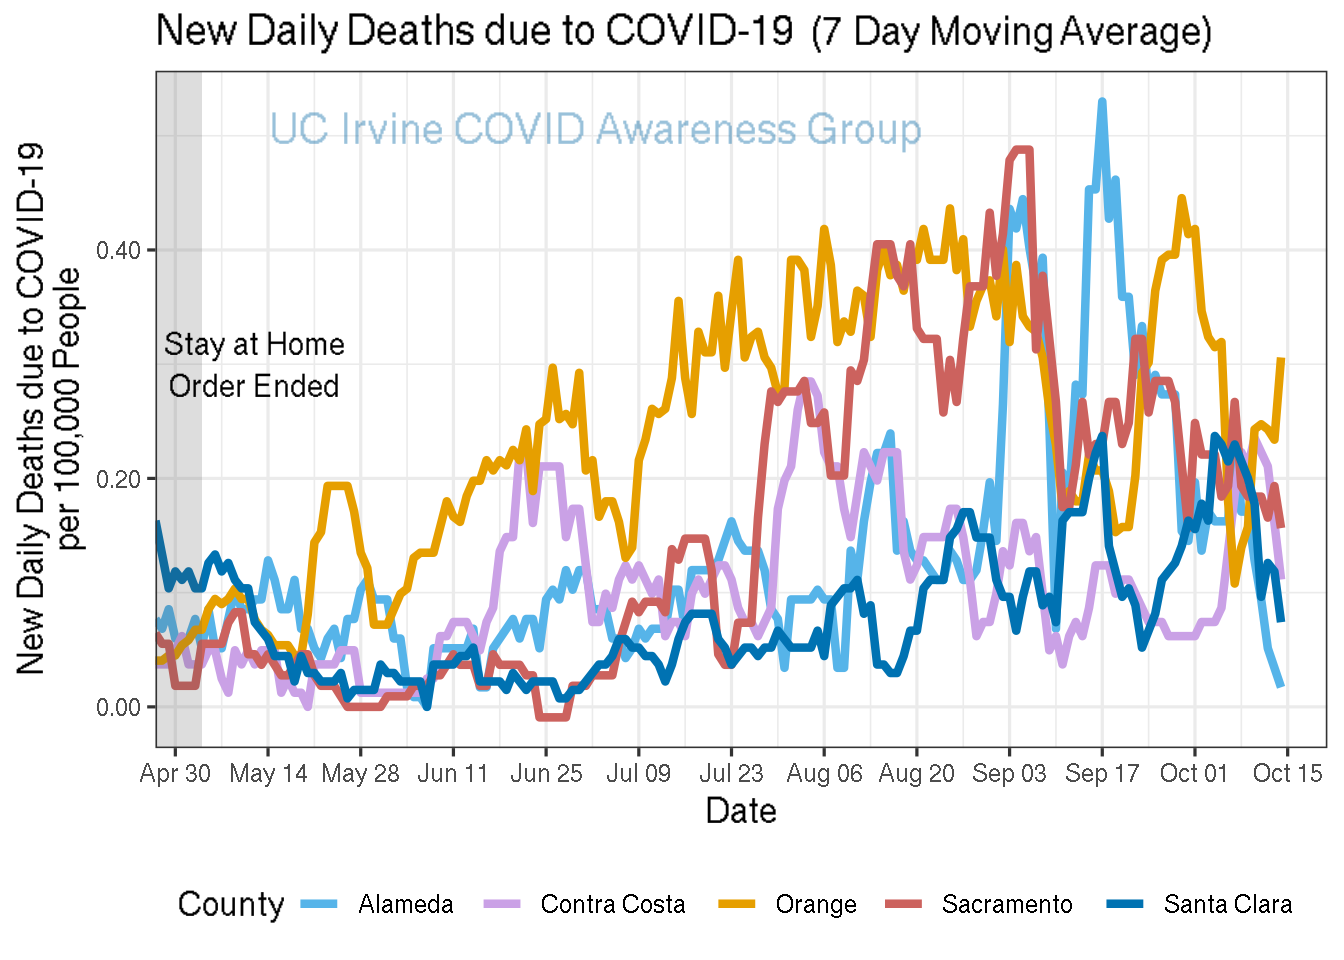 New Daily Deaths due to COVID-19 (7 Day Moving Average)
UC Irvine COVID Awareness Group
New Daily Deaths due to COVID-19
per 100,000 People
0.40
0.20
0.00
Stay at Home
Order Ended
Apr 30 May 14 May 28 Jun 11 Jun 25 Jul 09 Jul 23 Aug 06 Aug 20 Sep 03 Sep 17 Oct 01 Oct 15
Date
County Alameda Contra Costa Orange Sacramento Santa Clara